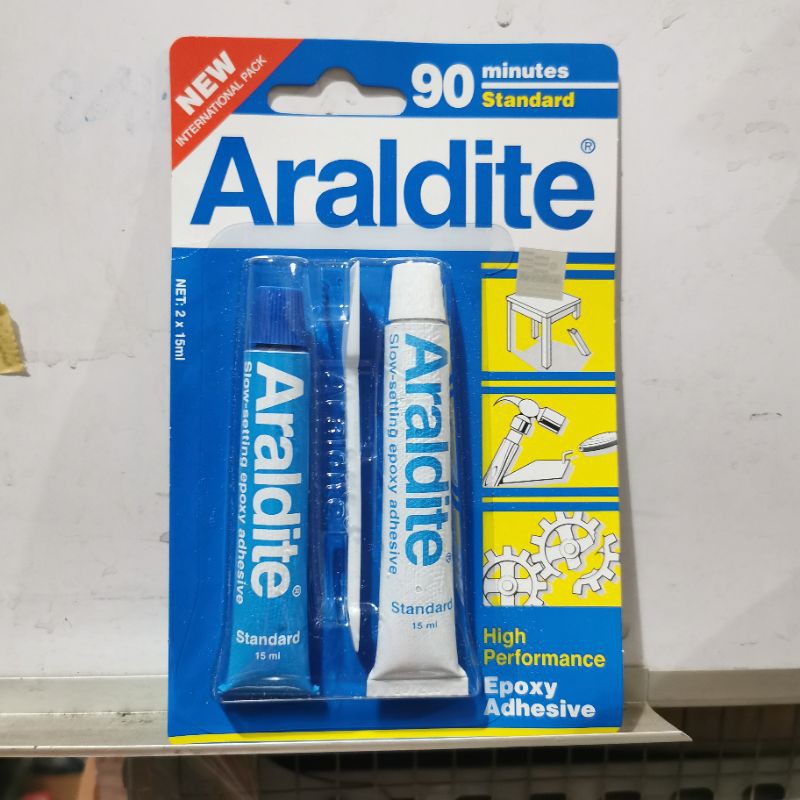 NEW
INTERNATIONAL PACK
90 minutes
Standard
Araldite®
NET: 2 x 15ml
Araldite®
Slow-setting epoxy adhesive
Standard
15 ml
Araldite®
Slow-setting epoxy adhesive
Standard
15 ml
High
Performance
Epoxy
Adhesive